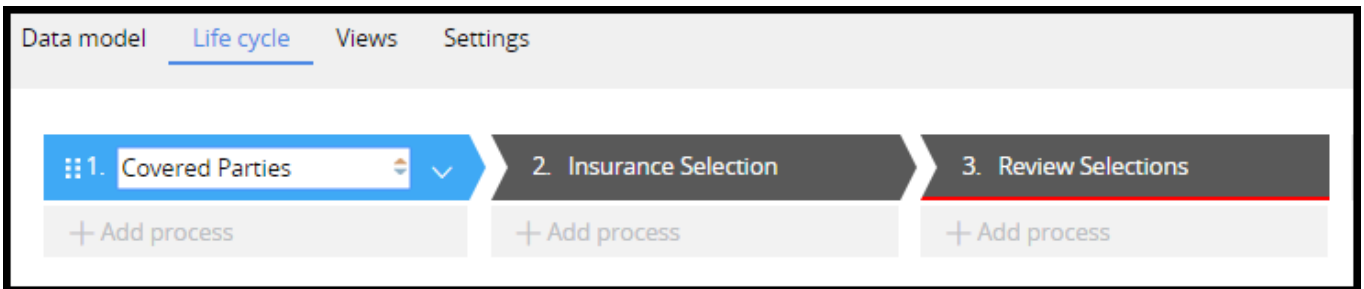 Data model Life cycle Views Settings
1. Covered Parties 2. Insurance Selection 3. Review Selections
+ Add process + Add process + Add process